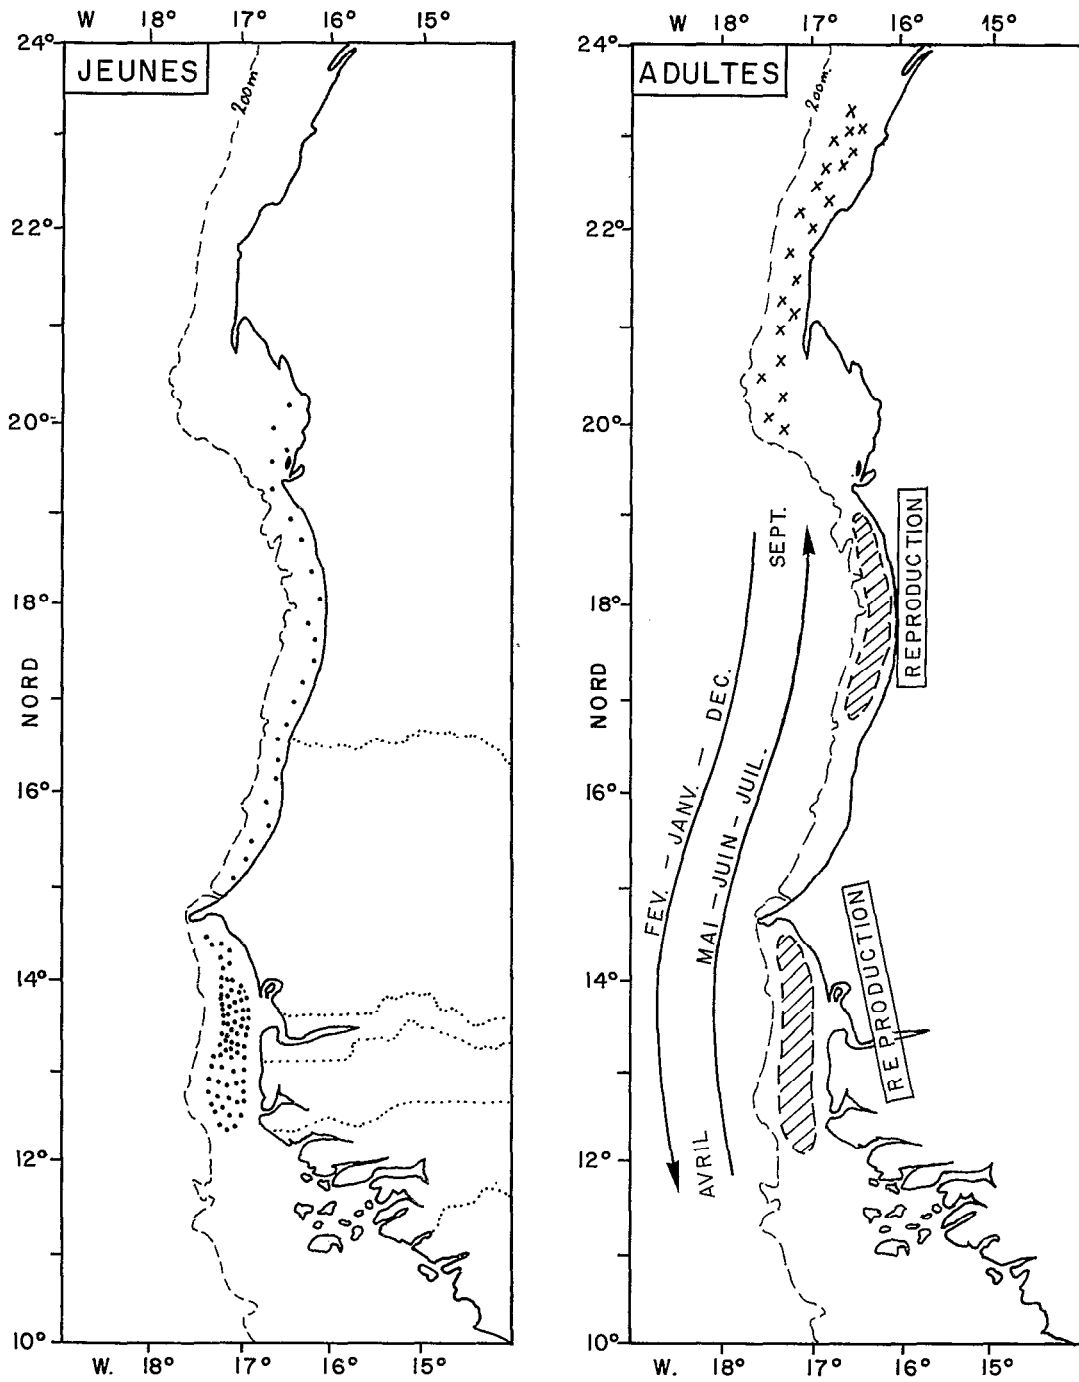 W 18° 17° 16° 15°
24°
JEUNES
200m
22°
20°
18°
NORD
16°
14°
12°
10°
W. 18° 17° 16° 15°
W 18° 17° 16° 15°
24°
ADULTES
200m.
22°
20°
SEPT.
REPRODUCTION
18°
NORD
FEV. - JANV. - DEC.
MAI - JUIN - JUIL.
16°
REPRODUCTION
14°
AVRIL
12°
10°
W. 18° 17° 16° 15°